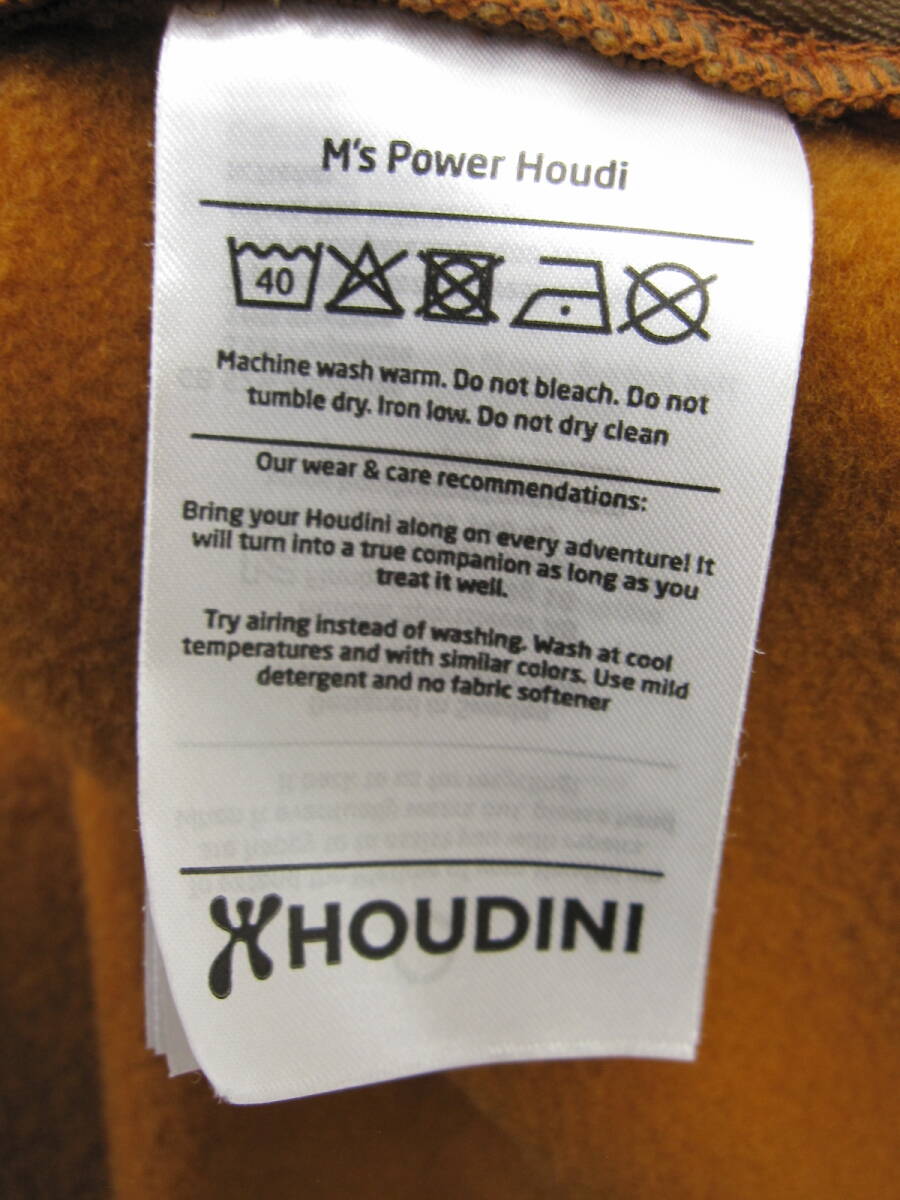 M's Power Houdi
40
Machine wash warm. Do not bleach. Do not
tumble dry. Iron low. Do not dry clean
Our wear & care recommendations:
Bring your Houdini along on every adventure! It
will turn into a true companion as long as you
treat it well.
Try airing instead of washing. Wash at cool
temperatures and with similar colors. Use mild
detergent and no fabric softener
HOUDINI